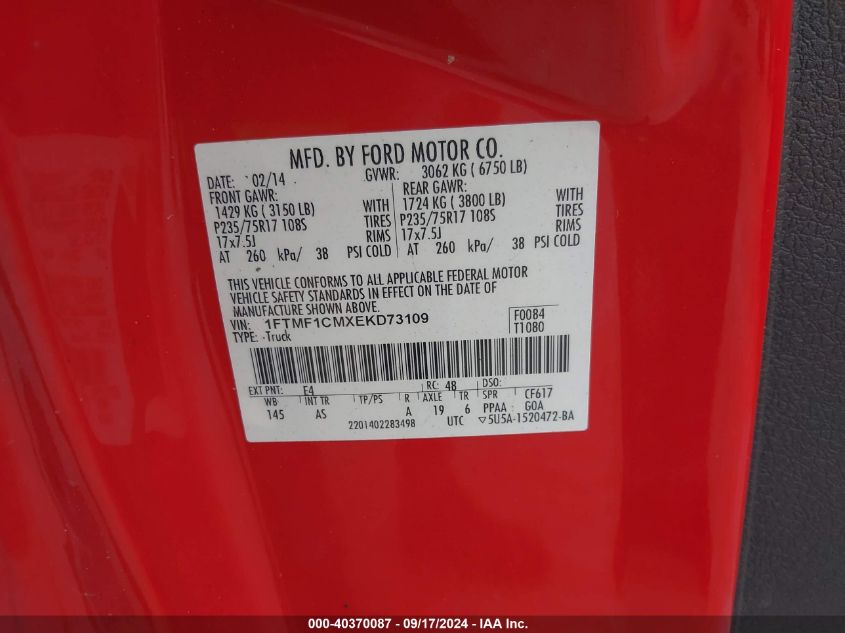 MFD. BY FORD MOTOR CO.
DATE: 02/14 GVWR: 3062 KG ( 6750 LB)
FRONT GAWR: REAR GAWR:
1429 KG ( 3150 LB) WITH 1724 KG ( 3800 LB) WITH
P235/75R17 108S TIRES P235/75R17 108S TIRES
17x7.5J RIMS 17x7.5J RIMS
AT 260 kPa/ 38 PSI COLD AT 260 kPa/ 38 PSI COLD
THIS VEHICLE CONFORMS TO ALL APPLICABLE FEDERAL MOTOR
VEHICLE SAFETY STANDARDS IN EFFECT ON THE DATE OF
MANUFACTURE SHOWN ABOVE.
VIN: 1FTMF1CMXEKD73109 F0084
TYPE: Truck T1080
EXT PNT: E4 RC: 48 DSO:
WB INT TR TP/PS R AXLE TR SPR CF617
145 AS A 19 6 PPAA G0A
2201402283498 UTC ▽5U5A-1520472-BA
000-40370087 - 09/17/2024 - IAA Inc.